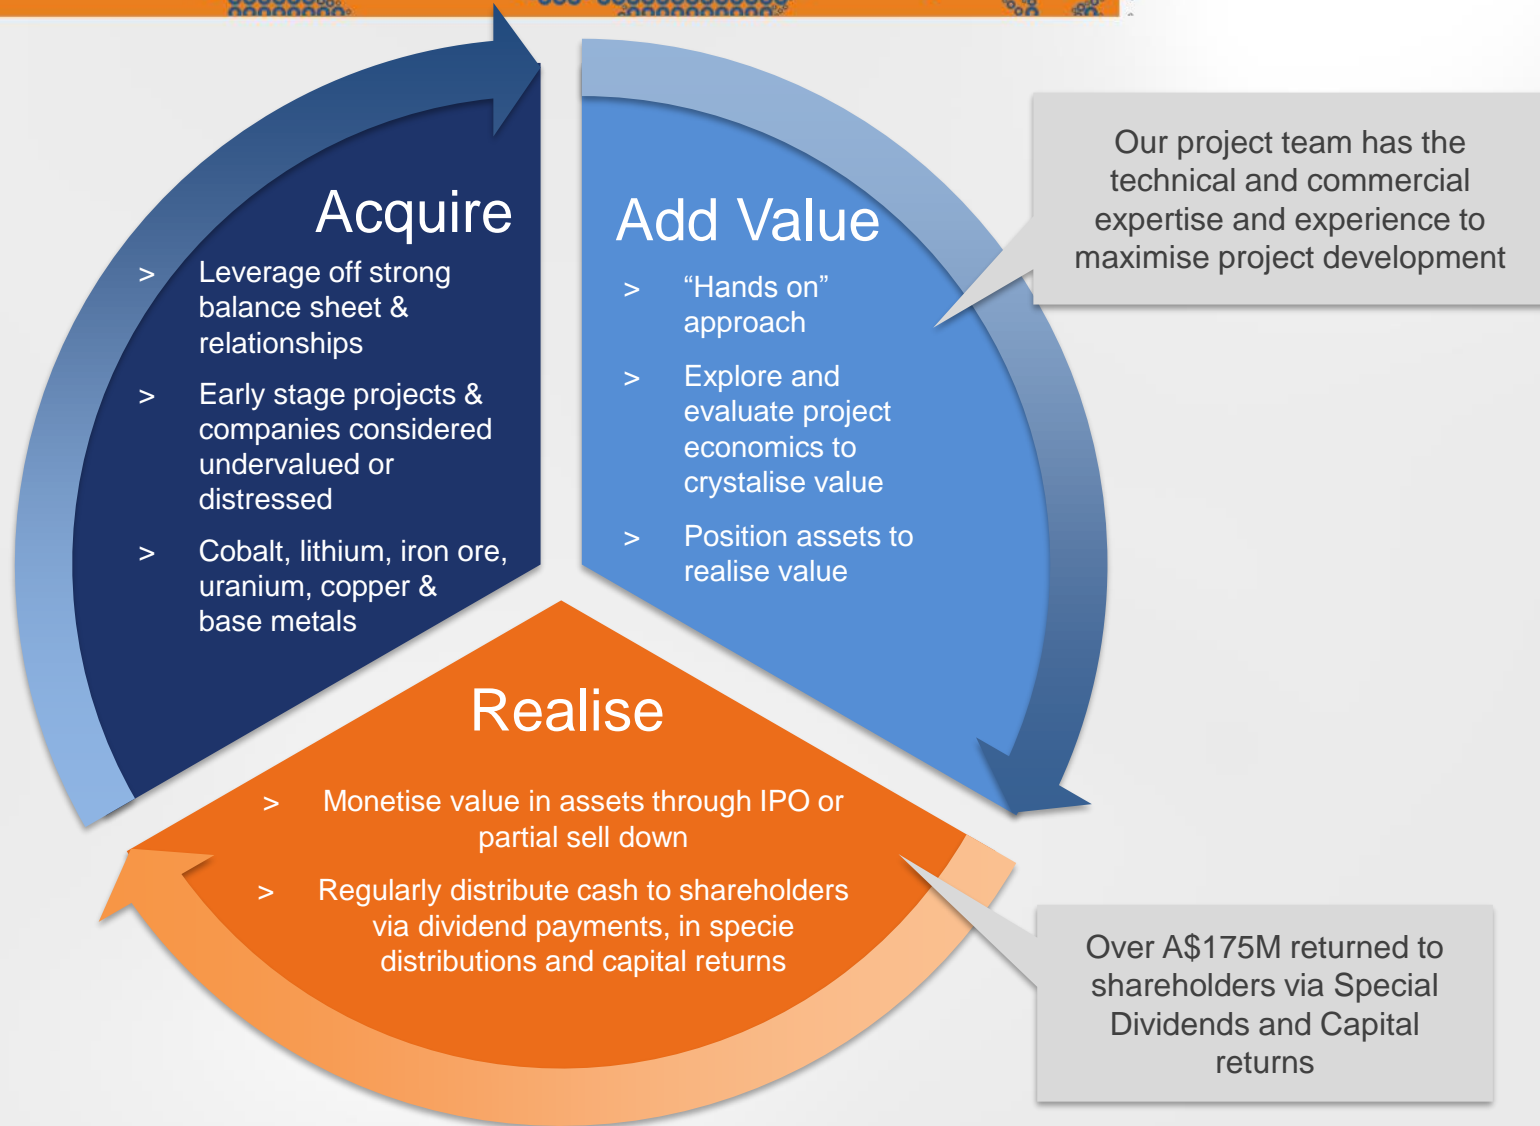 Acquire
> Leverage off strong
balance sheet &
relationships
> Early stage projects &
companies considered
undervalued or
distressed
> Cobalt, lithium, iron ore,
uranium, copper &
base metals
Add Value
> “Hands on”
approach
> Explore and
evaluate project
economics to
crystalise value
> Position assets to
realise value
Our project team has the
technical and commercial
expertise and experience to
maximise project development
Realise
> Monetise value in assets through IPO or
partial sell down
> Regularly distribute cash to shareholders
via dividend payments, in specie
distributions and capital returns
Over A$175M returned to
shareholders via Special
Dividends and Capital
returns